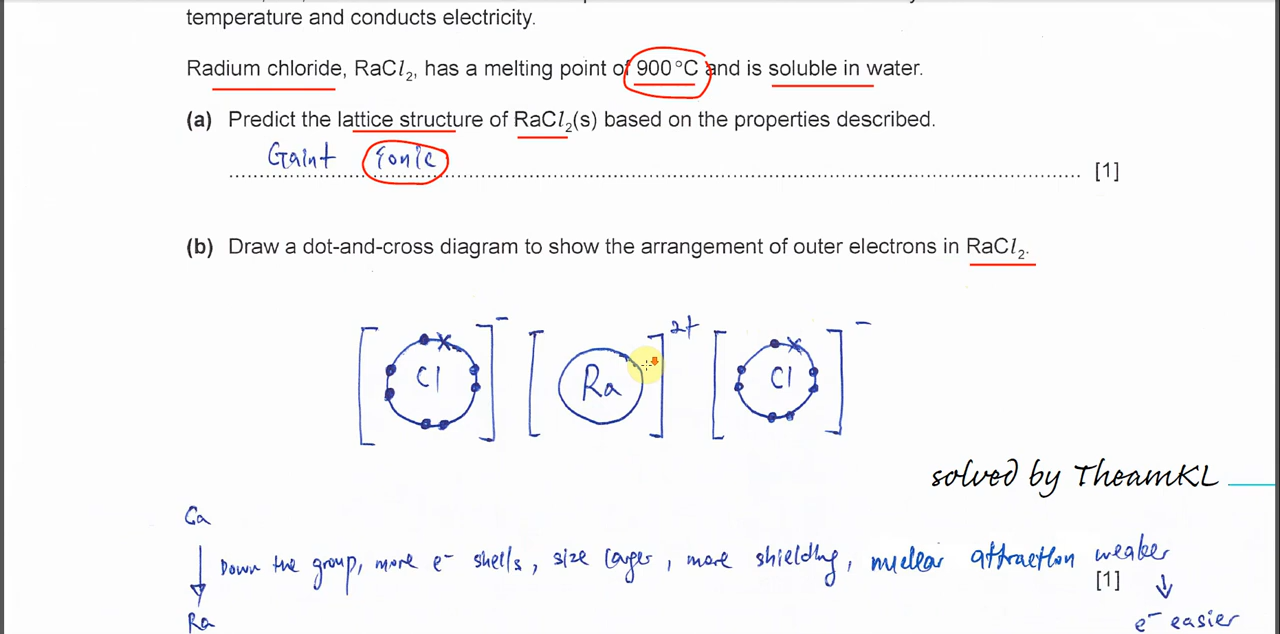 temperature and conducts electricity.
Radium chloride, RaCl₂, has a melting point of 900 °C and is soluble in water.
(a) Predict the lattice structure of RaCl₂(s) based on the properties described.
Gaint Ionic
[1]
(b) Draw a dot-and-cross diagram to show the arrangement of outer electrons in RaCl₂.
[Cl]⁻ [Ra]²⁺ [Cl]⁻
solved by TheamKL
Ca
Down the group, more e⁻ shells, size larger, more shielding, nuclear attraction weaker
[1]
Ra
e⁻ easier